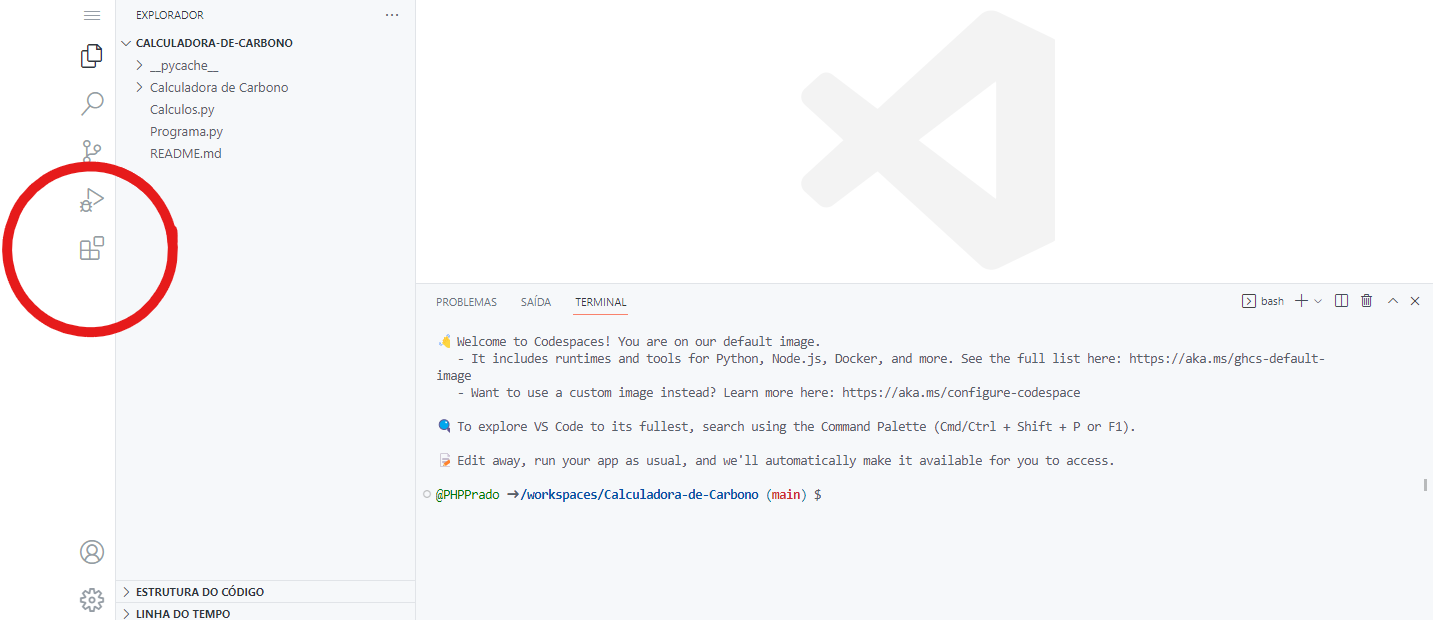 EXPLORADOR
CALCULADORA-DE-CARBONO
__pycache__
Calculadora de Carbono
Calculos.py
Programa.py
README.md
ESTRUTURA DO CÓDIGO
LINHA DO TEMPO
PROBLEMAS SAÍDA TERMINAL
bash
Welcome to Codespaces! You are on our default image.
- It includes runtimes and tools for Python, Node.js, Docker, and more. See the full list here: https://aka.ms/ghcs-default-
image
- Want to use a custom image instead? Learn more here: https://aka.ms/configure-codespace
To explore VS Code to its fullest, search using the Command Palette (Cmd/Ctrl + Shift + P or F1).
Edit away, run your app as usual, and we'll automatically make it available for you to access.
@PHPPrado ➜/workspaces/Calculadora-de-Carbono (main) $